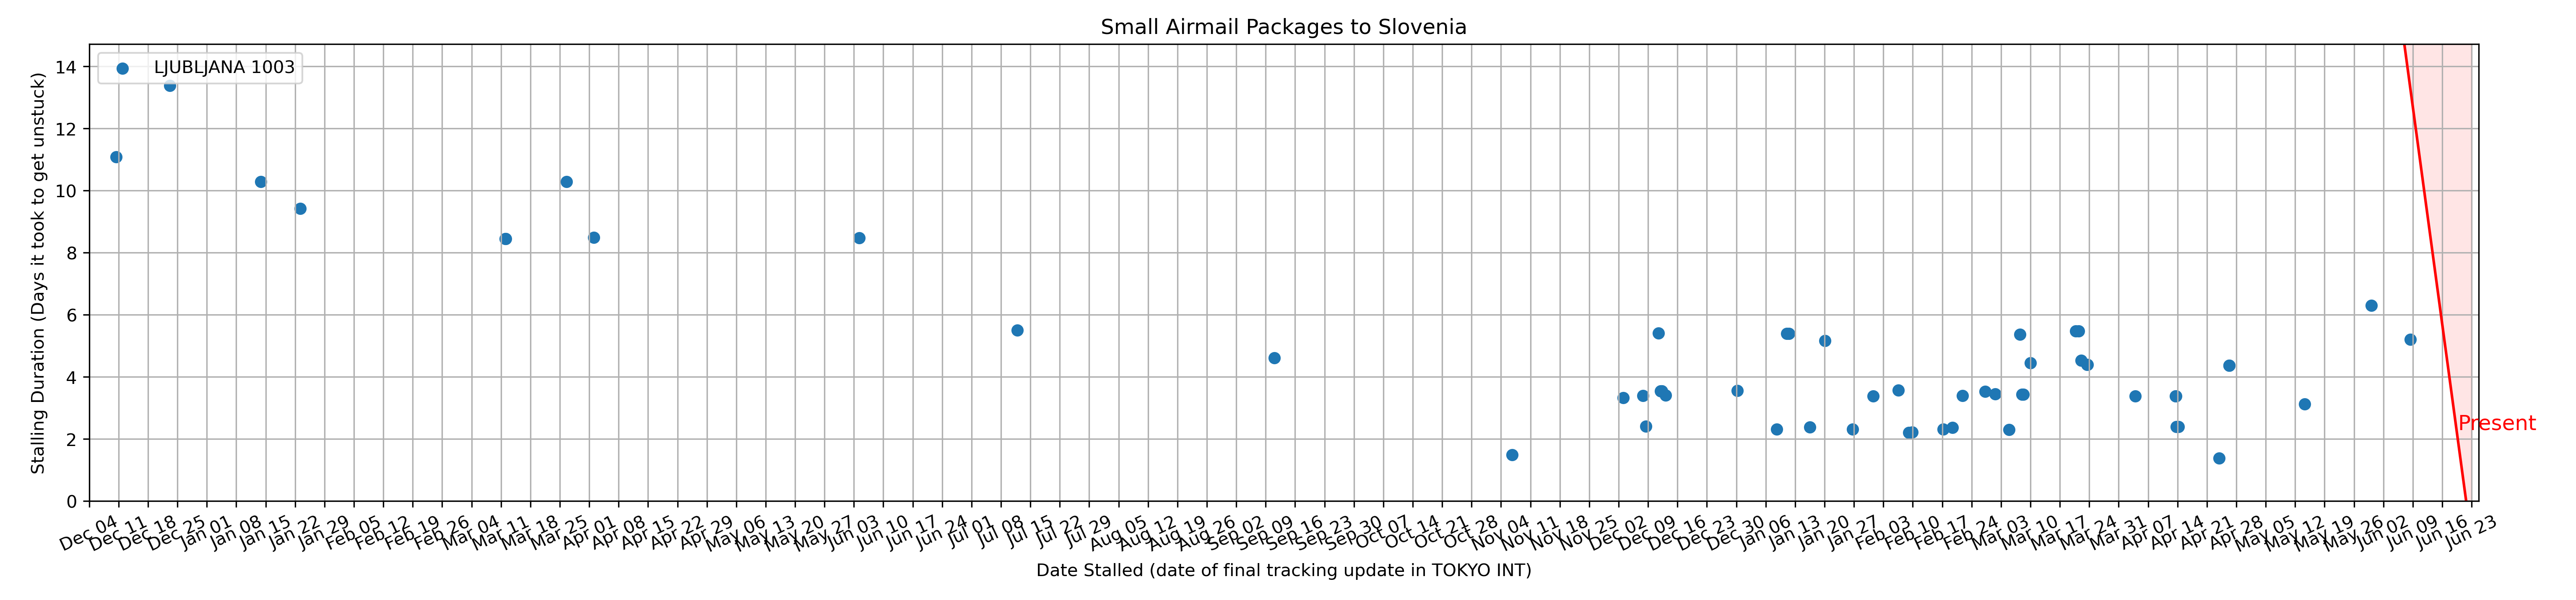 Small Airmail Packages to Slovenia
LJUBLJANA 1003
Stalling Duration (Days it took to get unstuck)
14
12
10
8
6
4
2
0
Present
Dec 04
Dec 11
Dec 18
Dec 25
Jan 01
Jan 08
Jan 15
Jan 22
Jan 29
Feb 05
Feb 12
Feb 19
Feb 26
Mar 04
Mar 11
Mar 18
Mar 25
Apr 01
Apr 08
Apr 15
Apr 22
Apr 29
May 06
May 13
May 20
May 27
Jun 03
Jun 10
Jun 17
Jun 24
Jul 01
Jul 08
Jul 15
Jul 22
Jul 29
Aug 05
Aug 12
Aug 19
Aug 26
Sep 02
Sep 09
Sep 16
Sep 23
Sep 30
Oct 07
Oct 14
Oct 21
Oct 28
Nov 04
Nov 11
Nov 18
Nov 25
Dec 02
Dec 09
Dec 16
Dec 23
Dec 30
Jan 06
Jan 13
Jan 20
Jan 27
Feb 03
Feb 10
Feb 17
Feb 24
Mar 03
Mar 10
Mar 17
Mar 24
Mar 31
Apr 07
Apr 14
Apr 21
Apr 28
May 05
May 12
May 19
May 26
Jun 02
Jun 09
Jun 16
Jun 23
Date Stalled (date of final tracking update in TOKYO INT)